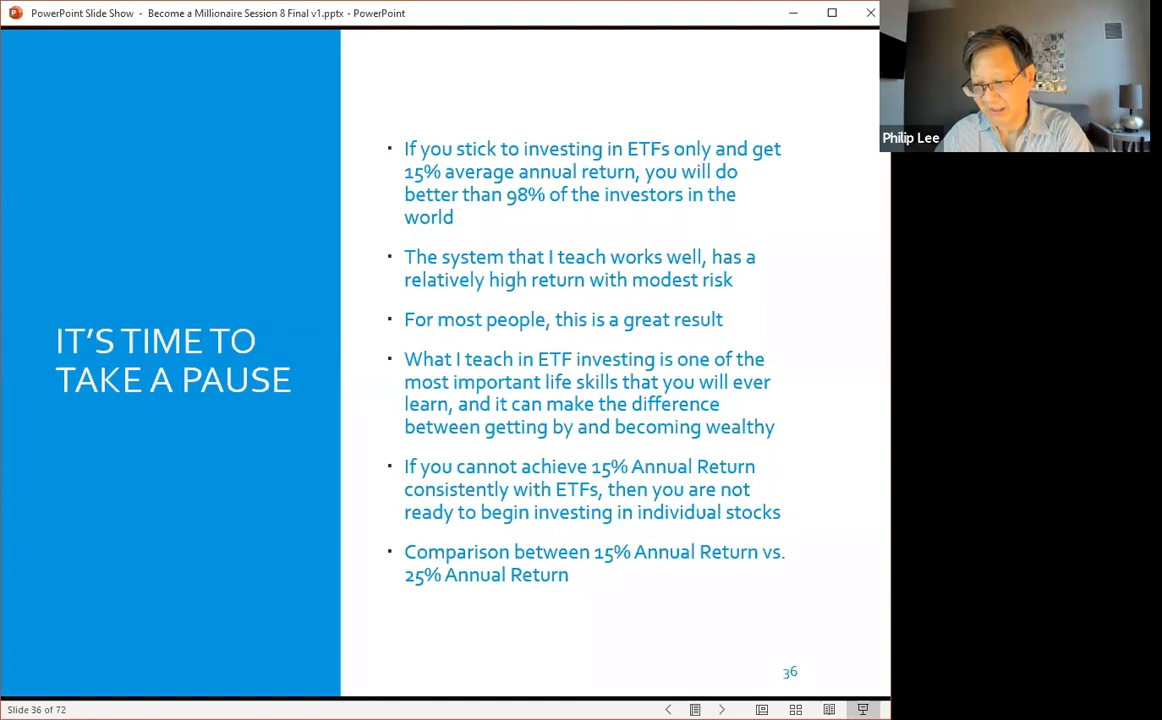 PowerPoint Slide Show - Become a Millionaire Session 8 Final v1.pptx - PowerPoint
Philip Lee
IT'S TIME TO
TAKE A PAUSE
▪ If you stick to investing in ETFs only and get
15% average annual return, you will do
better than 98% of the investors in the
world
▪ The system that I teach works well, has a
relatively high return with modest risk
▪ For most people, this is a great result
▪ What I teach in ETF investing is one of the
most important life skills that you will ever
learn, and it can make the difference
between getting by and becoming wealthy
▪ If you cannot achieve 15% Annual Return
consistently with ETFs, then you are not
ready to begin investing in individual stocks
▪ Comparison between 15% Annual Return vs.
25% Annual Return
36
Slide 36 of 72